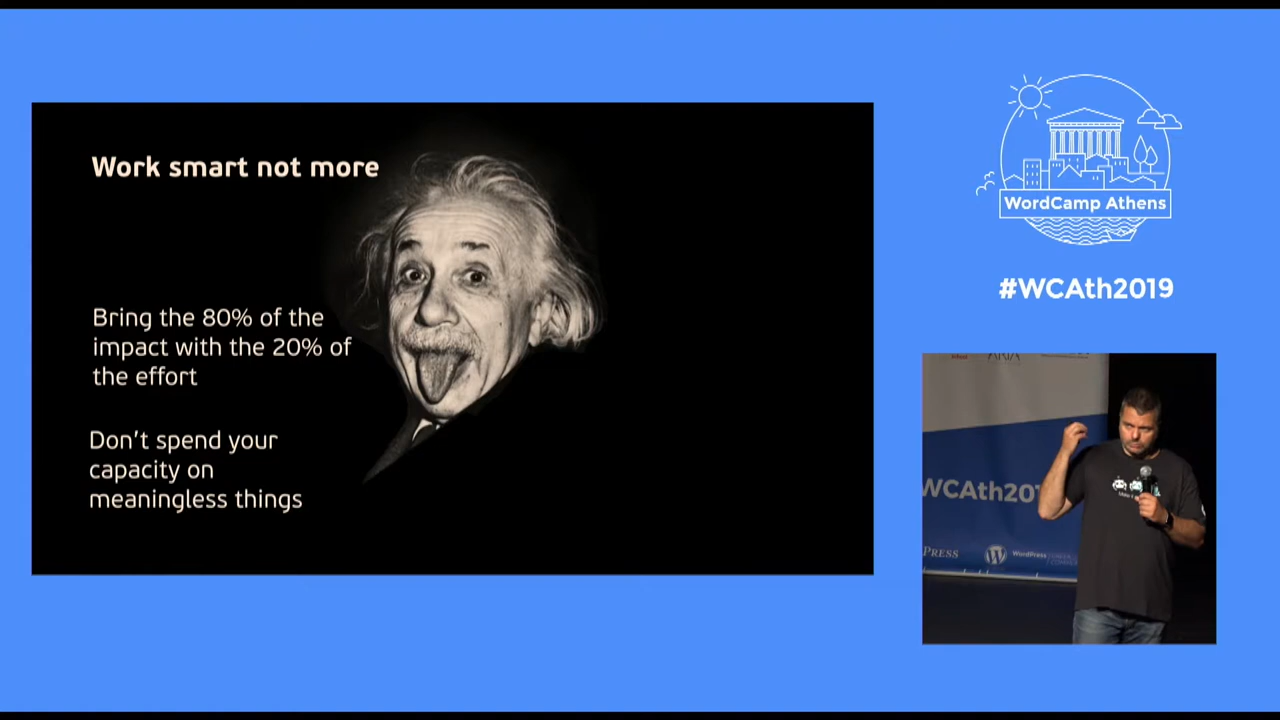 Work smart not more
Bring the 80% of the
impact with the 20% of
the effort
Don't spend your
capacity on
meaningless things
WordCamp Athens
#WCAth2019
WCAth201
PRESS
WordPress